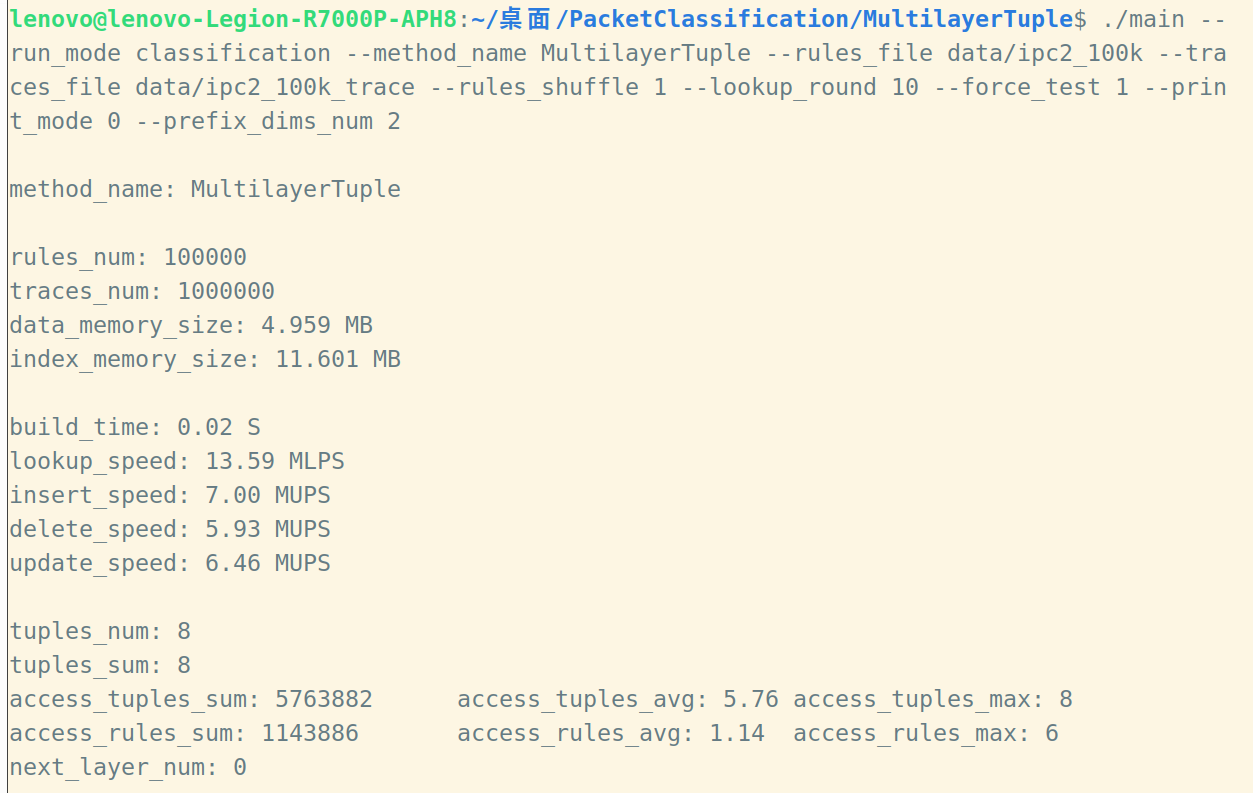 lenovo@lenovo-Legion-R7000P-APH8:~/桌面/PacketClassification/MultilayerTuple$ ./main --
run_mode classification --method_name MultilayerTuple --rules_file data/ipc2_100k --tra
ces_file data/ipc2_100k_trace --rules_shuffle 1 --lookup_round 10 --force_test 1 --prin
t_mode 0 --prefix_dims_num 2
method_name: MultilayerTuple
rules_num: 100000
traces_num: 1000000
data_memory_size: 4.959 MB
index_memory_size: 11.601 MB
build_time: 0.02 S
lookup_speed: 13.59 MLPS
insert_speed: 7.00 MUPS
delete_speed: 5.93 MUPS
update_speed: 6.46 MUPS
tuples_num: 8
tuples_sum: 8
access_tuples_sum: 5763882 access_tuples_avg: 5.76 access_tuples_max: 8
access_rules_sum: 1143886 access_rules_avg: 1.14 access_rules_max: 6
next_layer_num: 0